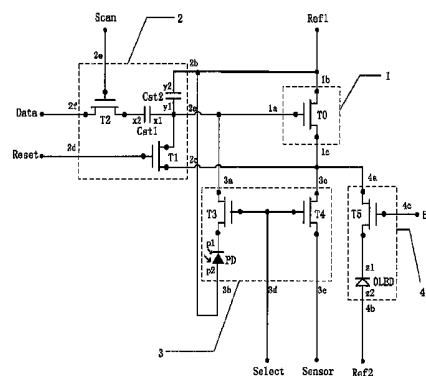 Scan
Ref1
2
2e
2b
1
y2
Cst2
y1
1b
Data
2f
T2
x2
x1
Cst1
2a
1a
T0
Reset
2d
T1
2c
1c
3a
3c
4a
T3
T4
T5
4c
E
p1
PD
p2
z1
OLED
z2
3b
3d
3e
4b
4
3
Select
Sensor
Ref2